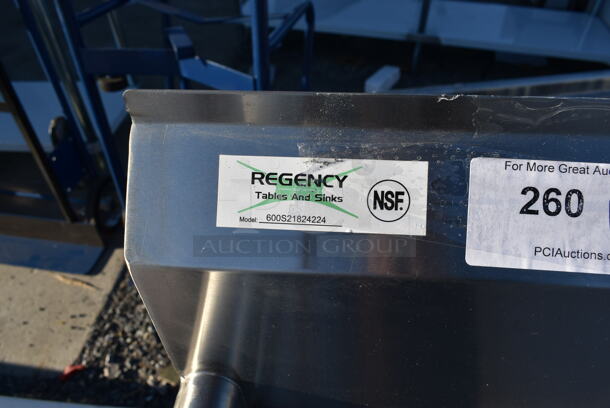 REGENCY
Tables And Sinks
Model: 600S21824224
NSF
AUCTION GROUP
For More Great Auc
260
PCIAuctions.c